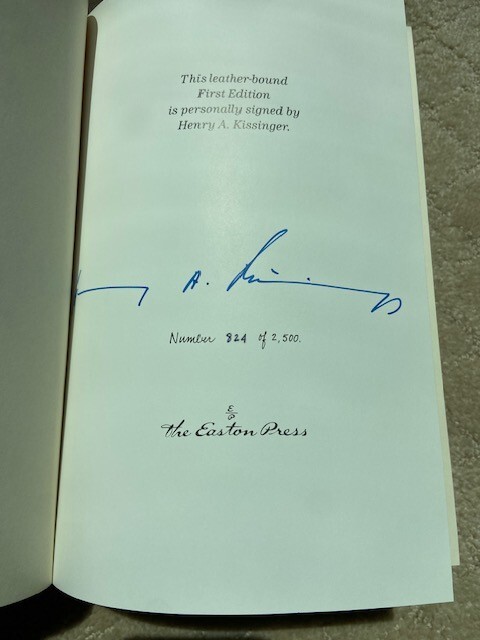 This leather-bound
First Edition
is personally signed by
Henry A. Kissinger.
A. Kissinger
Number 824 of 2,500.
E
P
the Easton Press